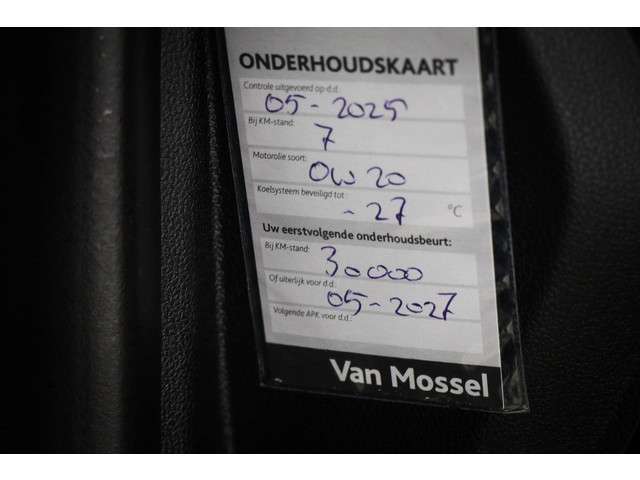 ONDERHOUDSKAART
Controle uitgevoerd op d.d.:
05-2025
Bij KM-stand:
7
Motorolie soort:
0W20
Koelsysteem beveiligd tot:
-27 °C
Uw eerstvolgende onderhoudsbeurt:
Bij KM-stand:
30000
Of uiterlijk voor d.d.:
05-2027
Volgende APK voor d.d.:
Van Mossel